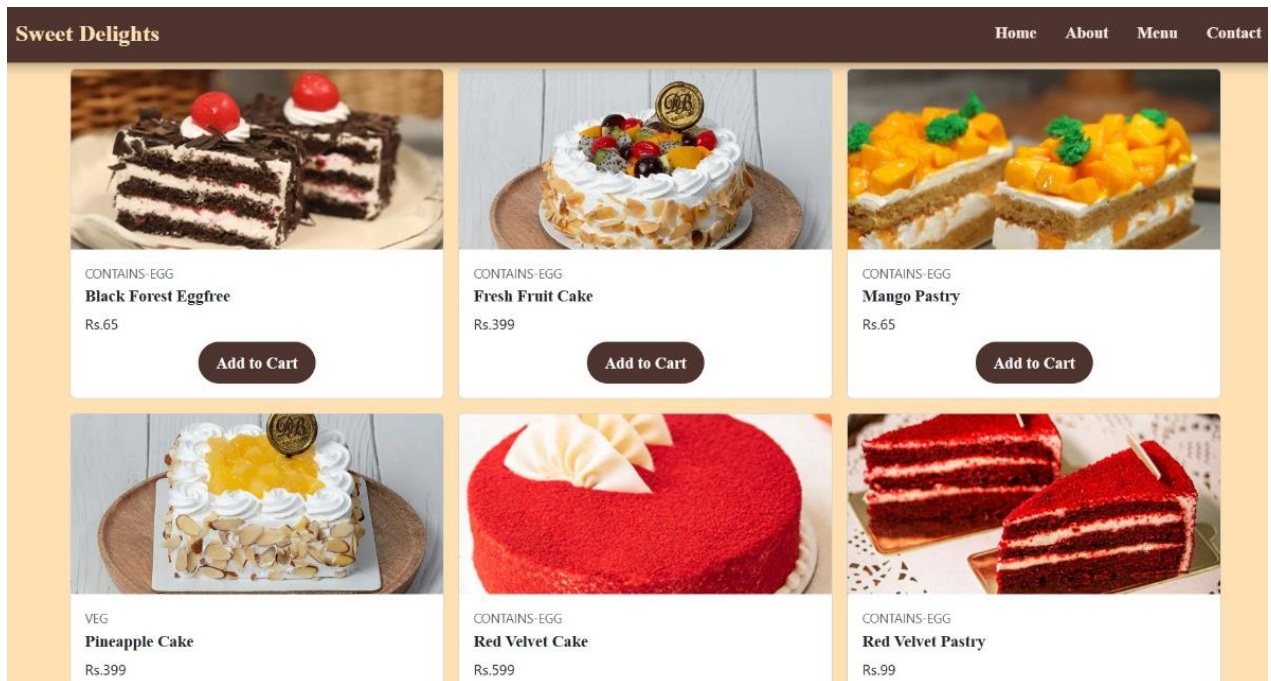 Sweet Delights
Home About Menu Contact
CONTAINS-EGG
Black Forest Eggfree
Rs.65
Add to Cart
CONTAINS-EGG
Fresh Fruit Cake
Rs.399
Add to Cart
CONTAINS-EGG
Mango Pastry
Rs.65
Add to Cart
VEG
Pineapple Cake
Rs.399
CONTAINS-EGG
Red Velvet Cake
Rs.599
CONTAINS-EGG
Red Velvet Pastry
Rs.99